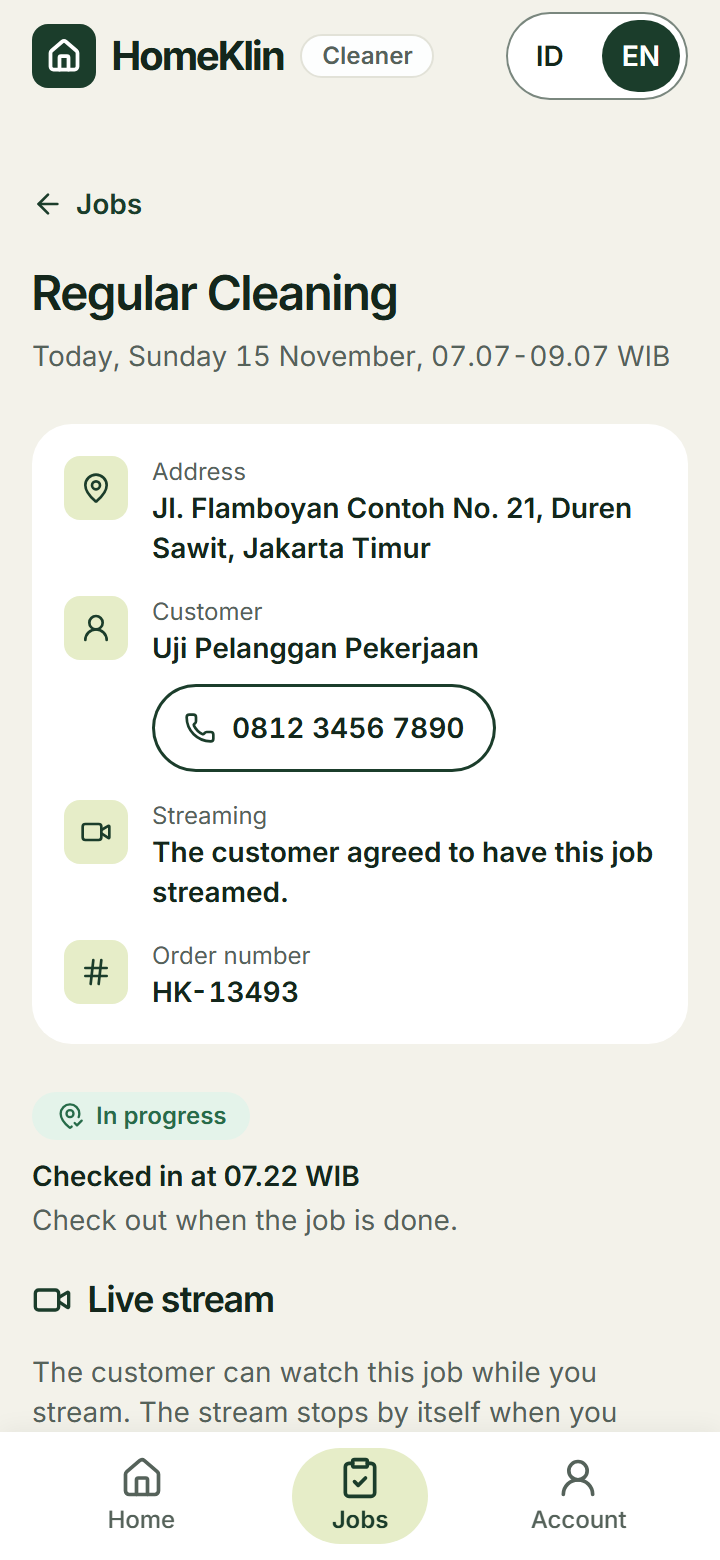 HomeKlin
Cleaner
ID
EN
Jobs
Regular Cleaning
Today, Sunday 15 November, 07.07-09.07 WIB
Address
Jl. Flamboyan Contoh No. 21, Duren
Sawit, Jakarta Timur
Customer
Uji Pelanggan Pekerjaan
0812 3456 7890
Streaming
The customer agreed to have this job
streamed.
Order number
HK-13493
In progress
Checked in at 07.22 WIB
Check out when the job is done.
Live stream
The customer can watch this job while you
stream. The stream stops by itself when you
Home
Jobs
Account